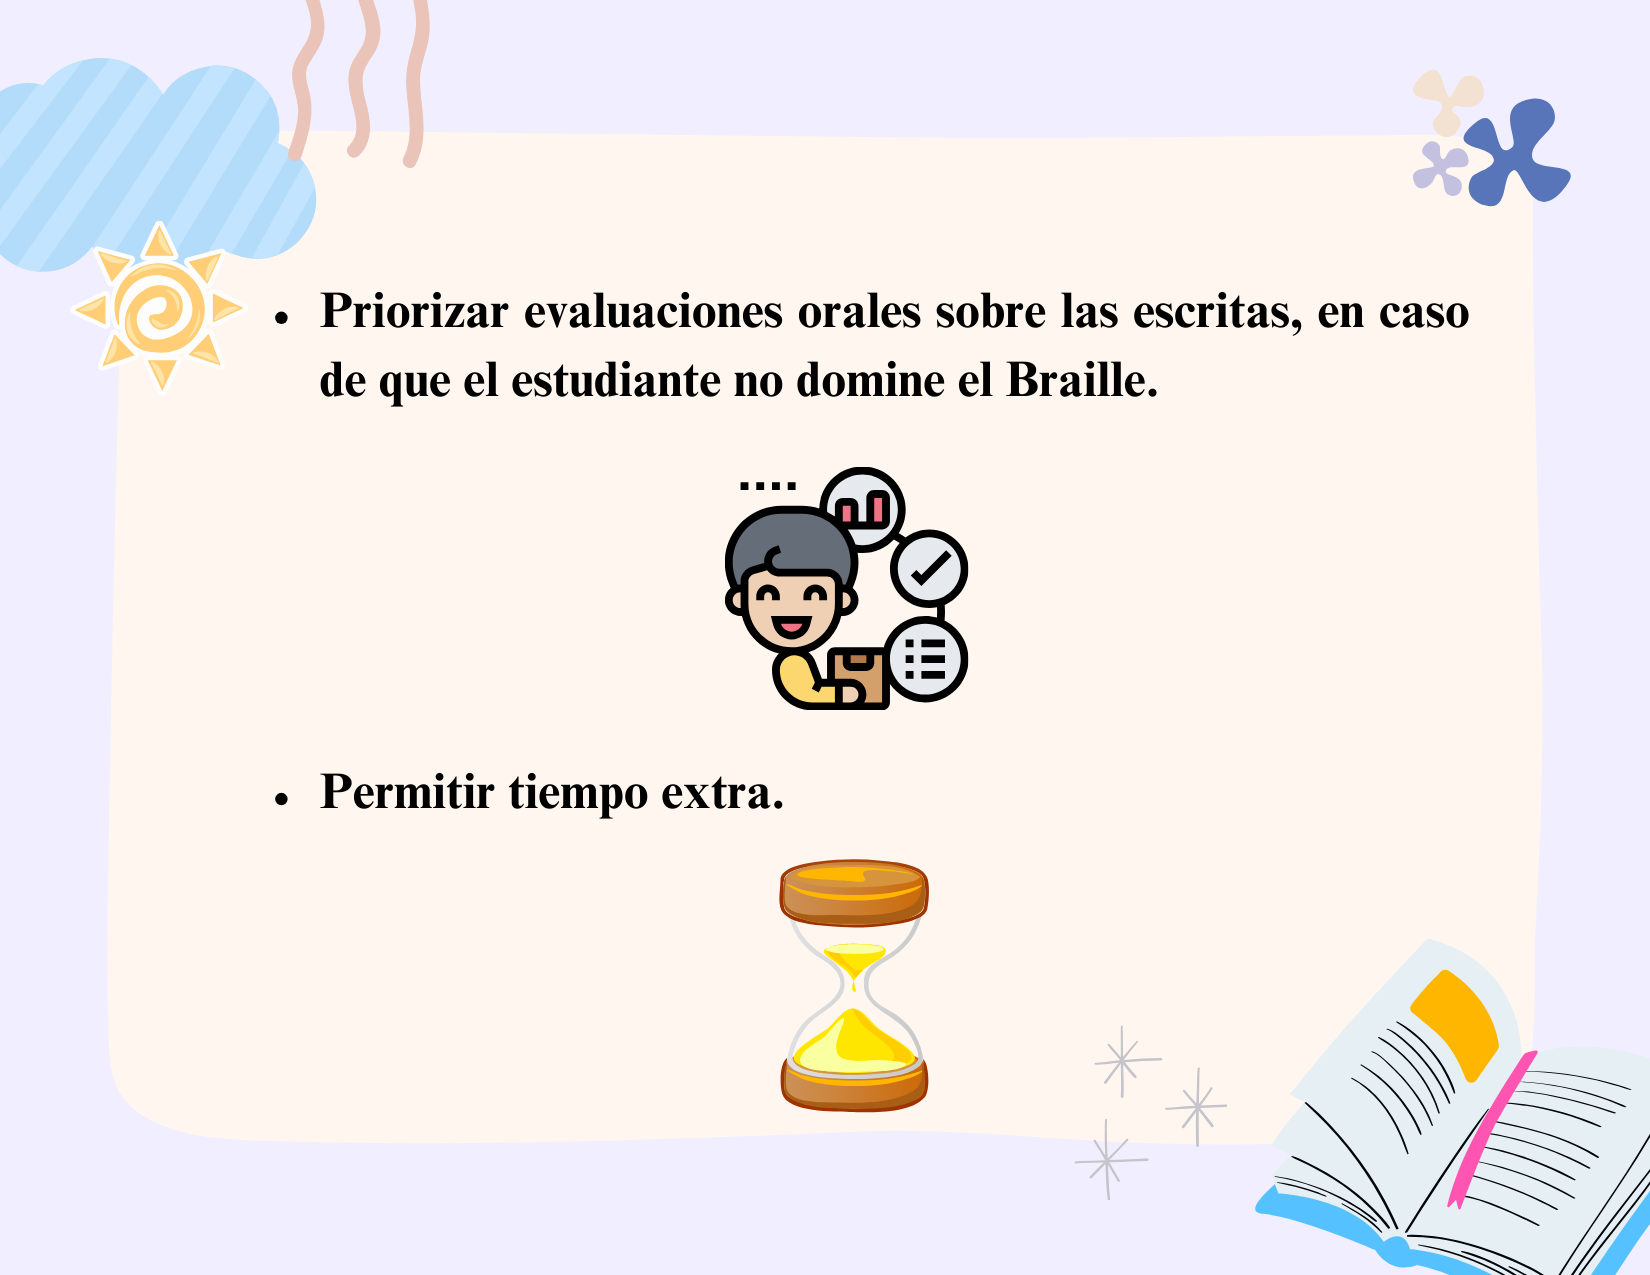 • Priorizar evaluaciones orales sobre las escritas, en caso
de que el estudiante no domine el Braille.
• Permitir tiempo extra.